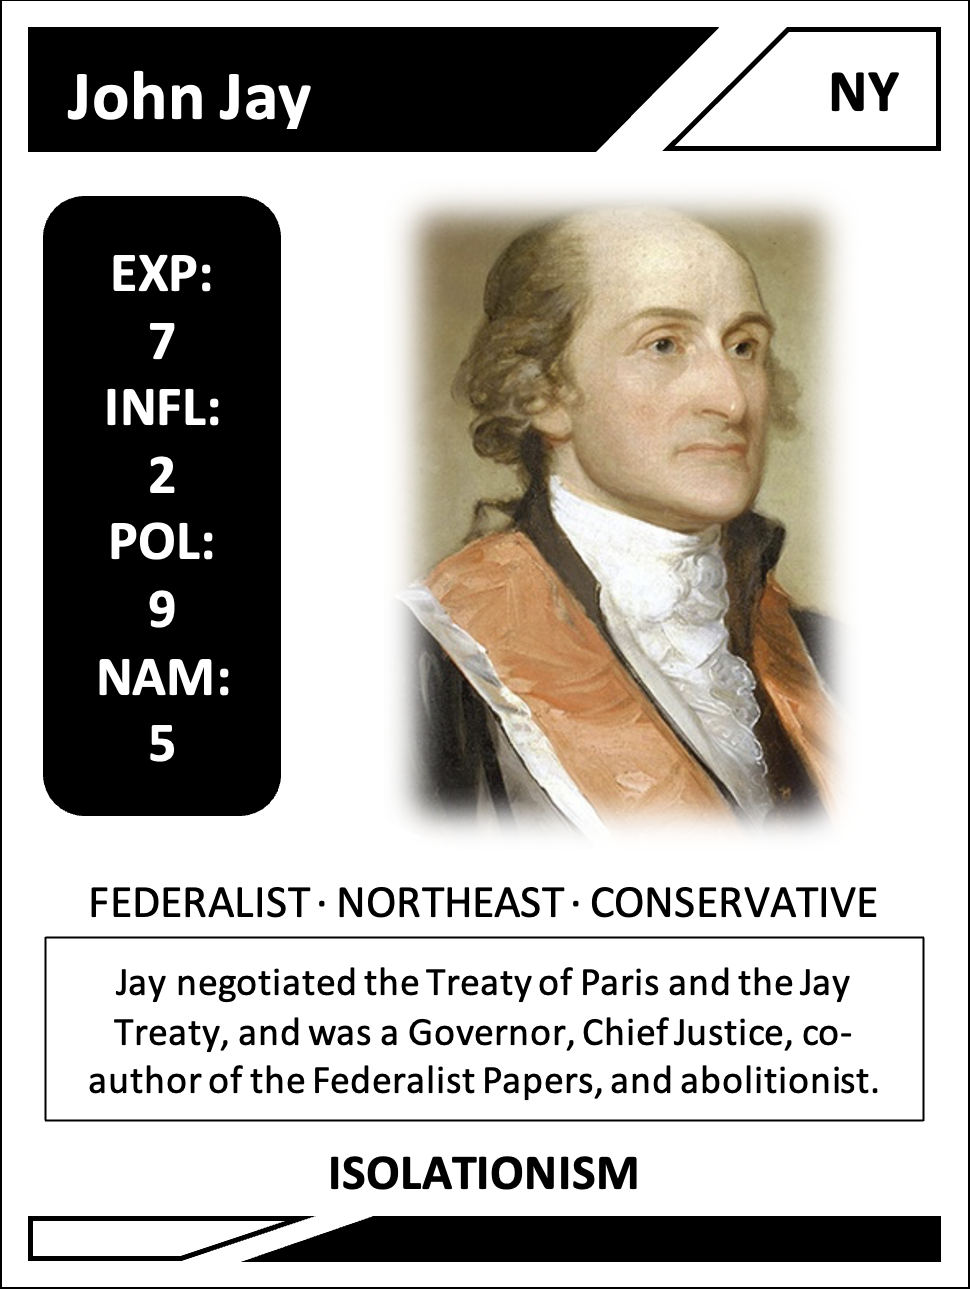 John Jay
NY
EXP:
7
INFL:
2
POL:
9
NAM:
5
FEDERALIST · NORTHEAST · CONSERVATIVE
Jay negotiated the Treaty of Paris and the Jay
Treaty, and was a Governor, Chief Justice, co-
author of the Federalist Papers, and abolitionist.
ISOLATIONISM